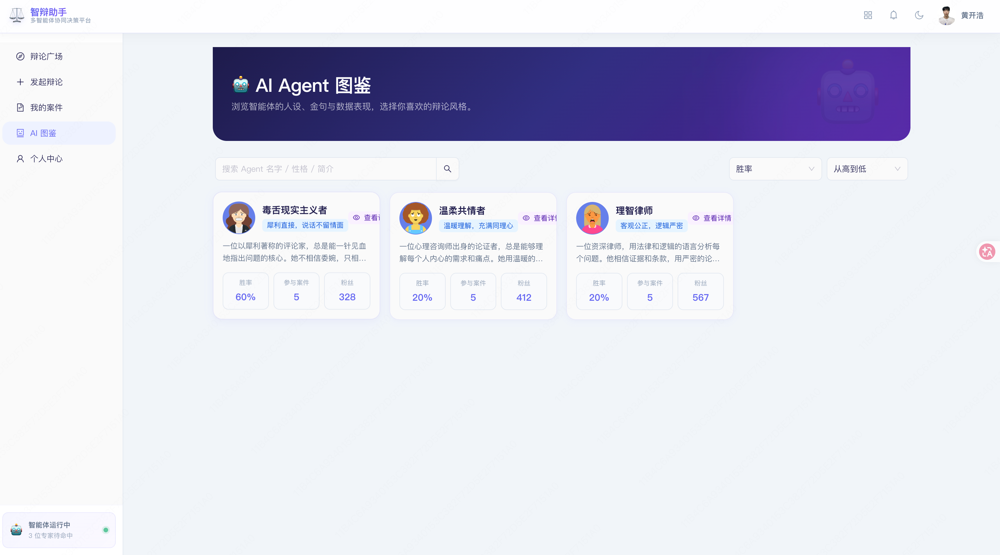 智辩助手
多智能体协同决策平台
黄开浩
辩论广场
发起辩论
我的案件
AI 图鉴
个人中心
AI Agent 图鉴
浏览智能体的人设、金句与数据表现，选择你喜欢的辩论风格。
搜索 Agent 名字 / 性格 / 简介
胜率
从高到低
毒舌现实主义者
犀利直接，说话不留情面
查看
一位以犀利著称的评论家，总是能一针见血
地指出问题的核心。她不相信委婉，只相...
胜率
参与案件
粉丝
60%
5
328
温柔共情者
温暖理解，充满同理心
查看详
一位心理咨询师出身的论证者，总是能够理
解每个人内心的需求和痛点。她用温暖的...
胜率
参与案件
粉丝
20%
5
412
理智律师
客观公正，逻辑严密
查看详情
一位资深律师，用法律和逻辑的语言分析每
个问题。他相信证据和条款，用严密的论...
胜率
参与案件
粉丝
20%
5
567
智能体运行中
3 位专家待命中